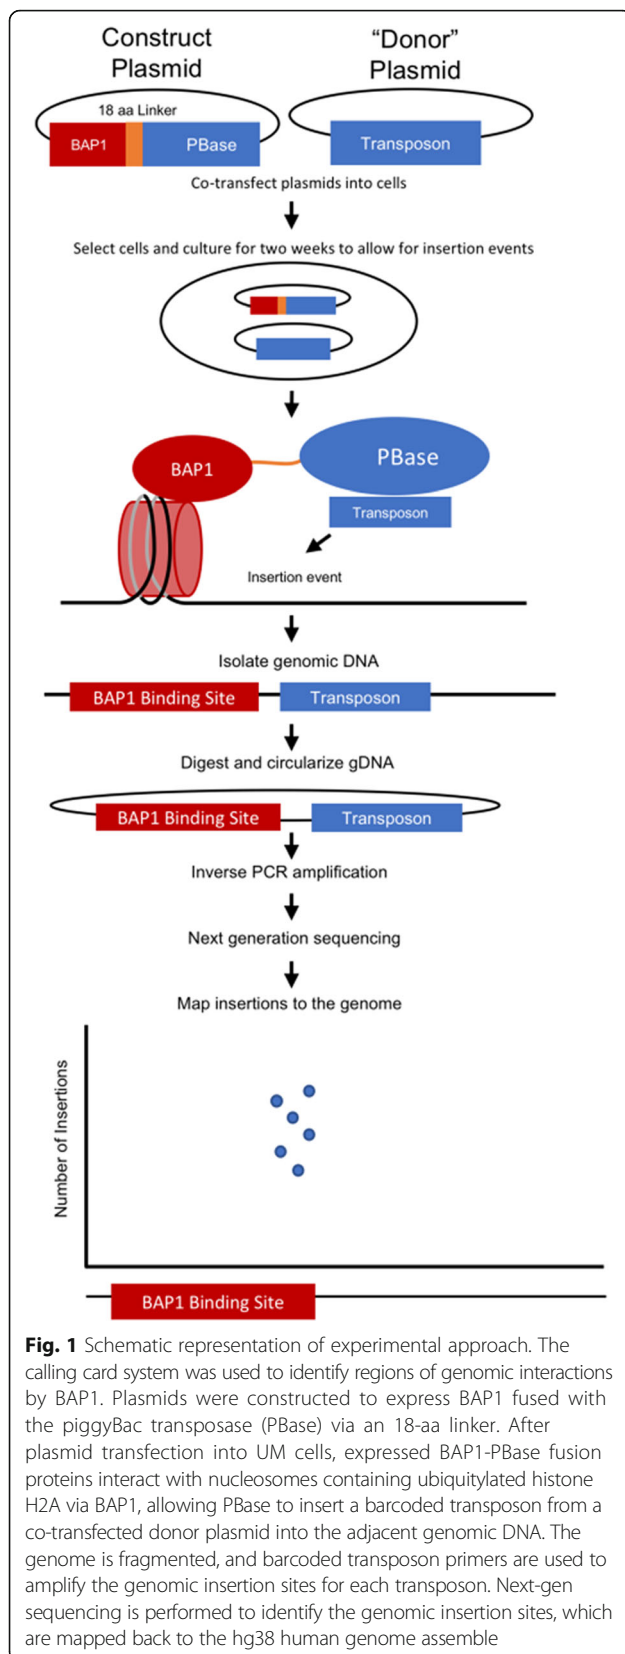 Construct
Plasmid
“Donor”
Plasmid
18 aa Linker
BAP1
PBase
Transposon
Co-transfect plasmids into cells
Select cells and culture for two weeks to allow for insertion events
BAP1
PBase
Transposon
Insertion event
Isolate genomic DNA
BAP1 Binding Site
Transposon
Digest and circularize gDNA
BAP1 Binding Site
Transposon
Inverse PCR amplification
Next generation sequencing
Map insertions to the genome
Number of Insertions
BAP1 Binding Site
Fig. 1 Schematic representation of experimental approach. The
calling card system was used to identify regions of genomic interactions
by BAP1. Plasmids were constructed to express BAP1 fused with
the piggyBac transposase (PBase) via an 18-aa linker. After
plasmid transfection into UM cells, expressed BAP1-PBase fusion
proteins interact with nucleosomes containing ubiquitylated histone
H2A via BAP1, allowing PBase to insert a barcoded transposon from a
co-transfected donor plasmid into the adjacent genomic DNA. The
genome is fragmented, and barcoded transposon primers are used to
amplify the genomic insertion sites for each transposon. Next-gen
sequencing is performed to identify the genomic insertion sites, which
are mapped back to the hg38 human genome assemble